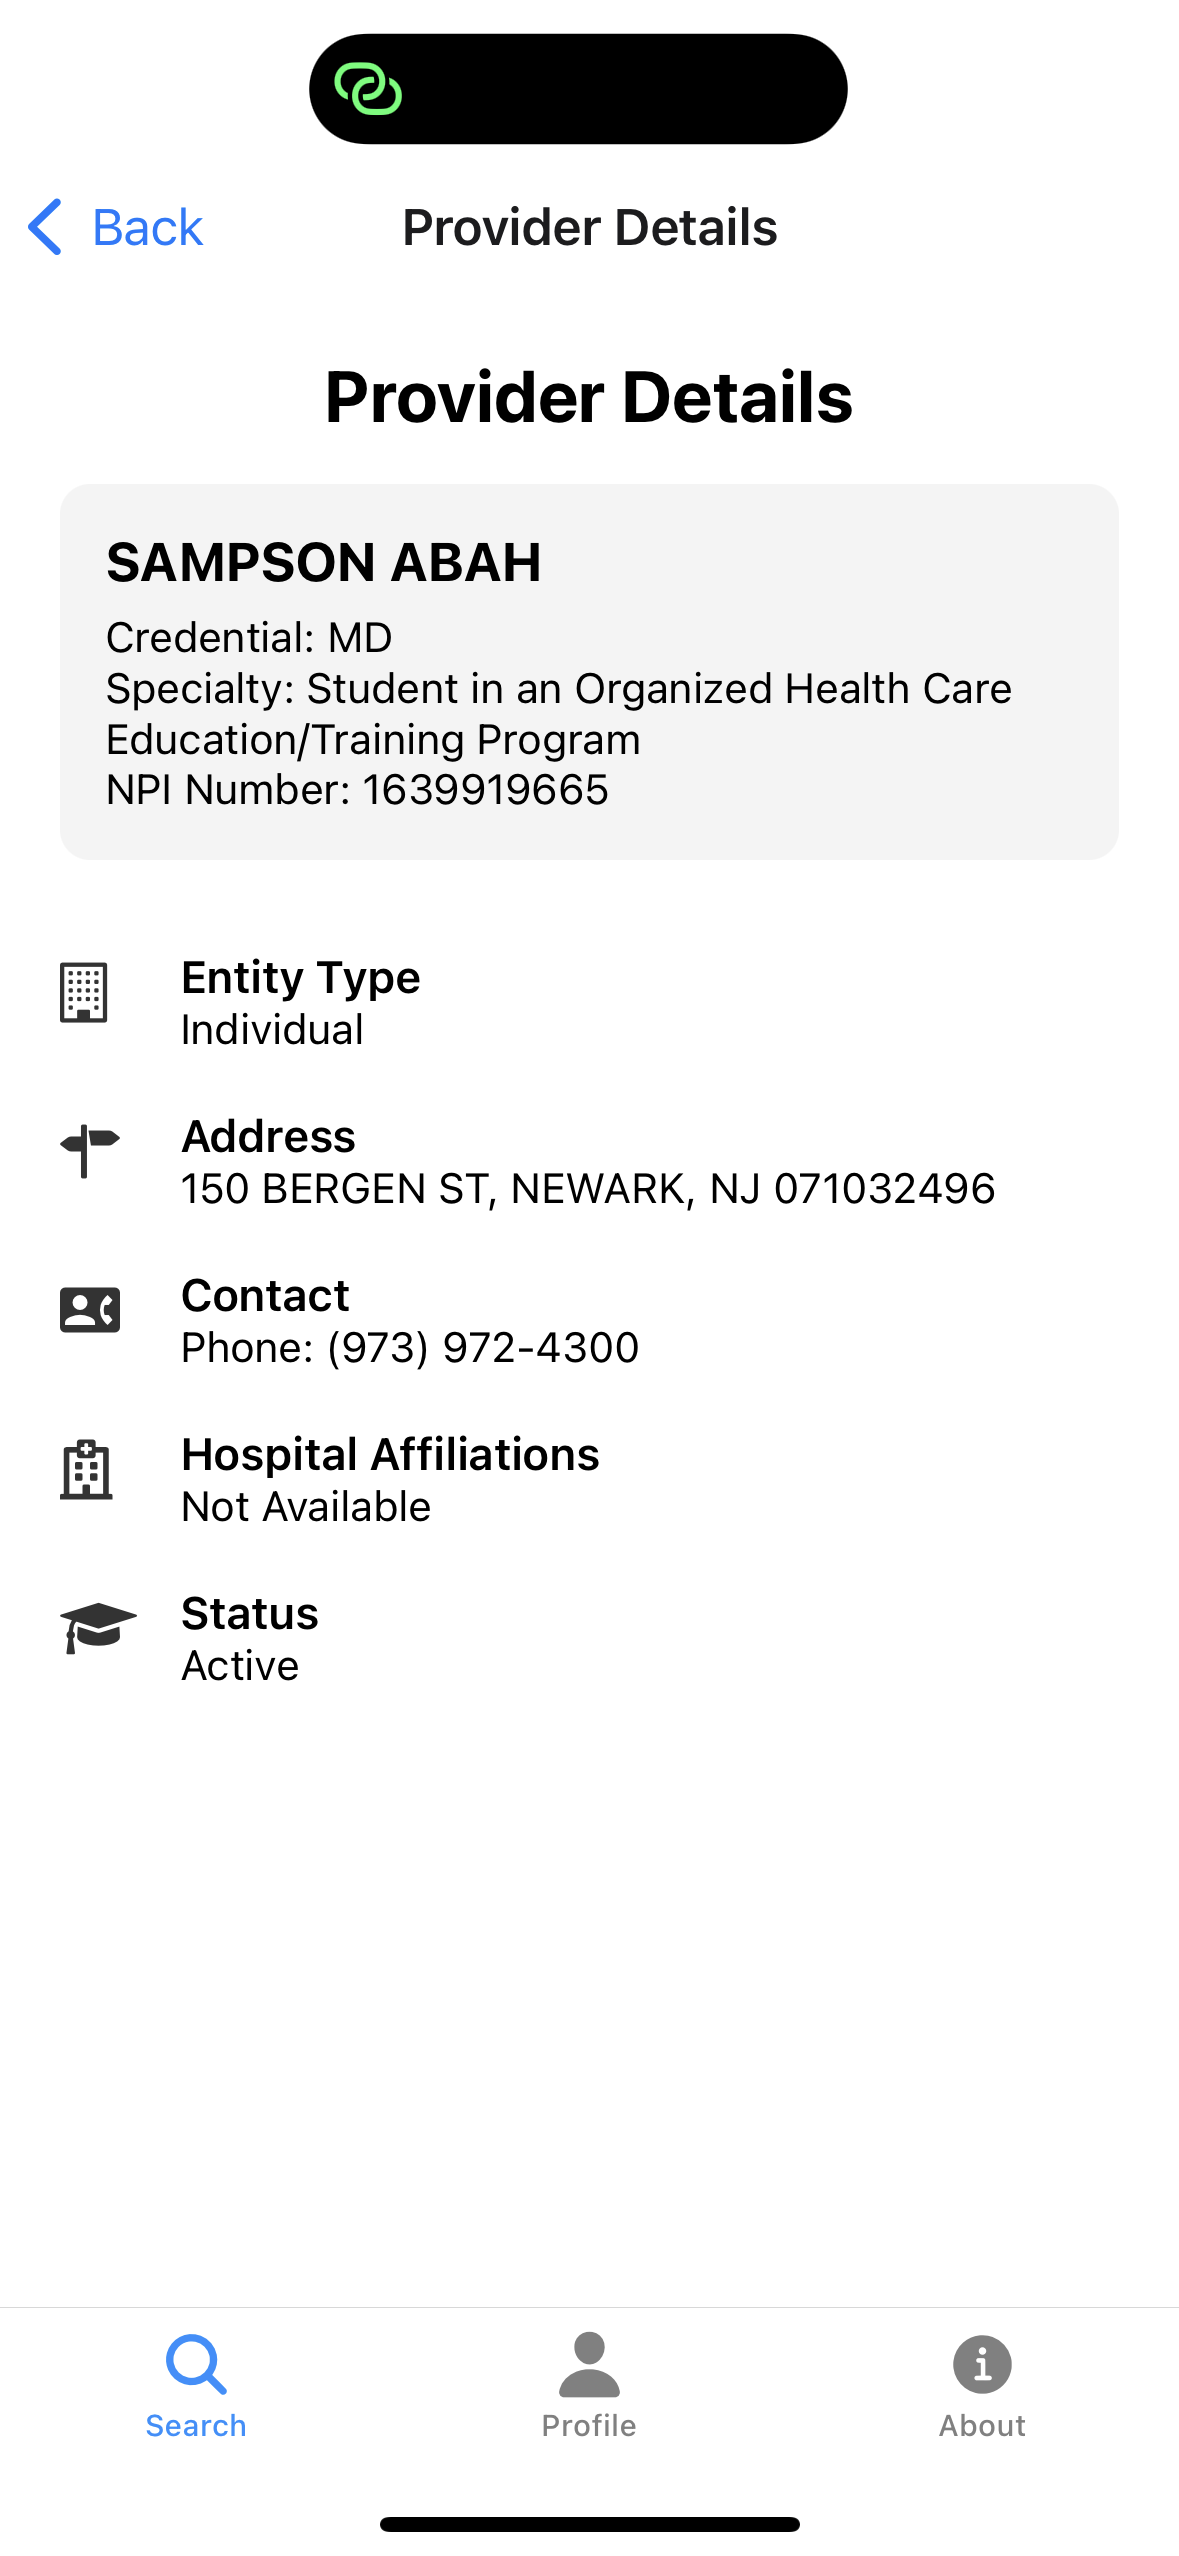 Back
Provider Details
Provider Details
SAMPSON ABAH
Credential: MD
Specialty: Student in an Organized Health Care
Education/Training Program
NPI Number: 1639919665
Entity Type
Individual
Address
150 BERGEN ST, NEWARK, NJ 071032496
Contact
Phone: (973) 972-4300
Hospital Affiliations
Not Available
Status
Active
Search
Profile
About